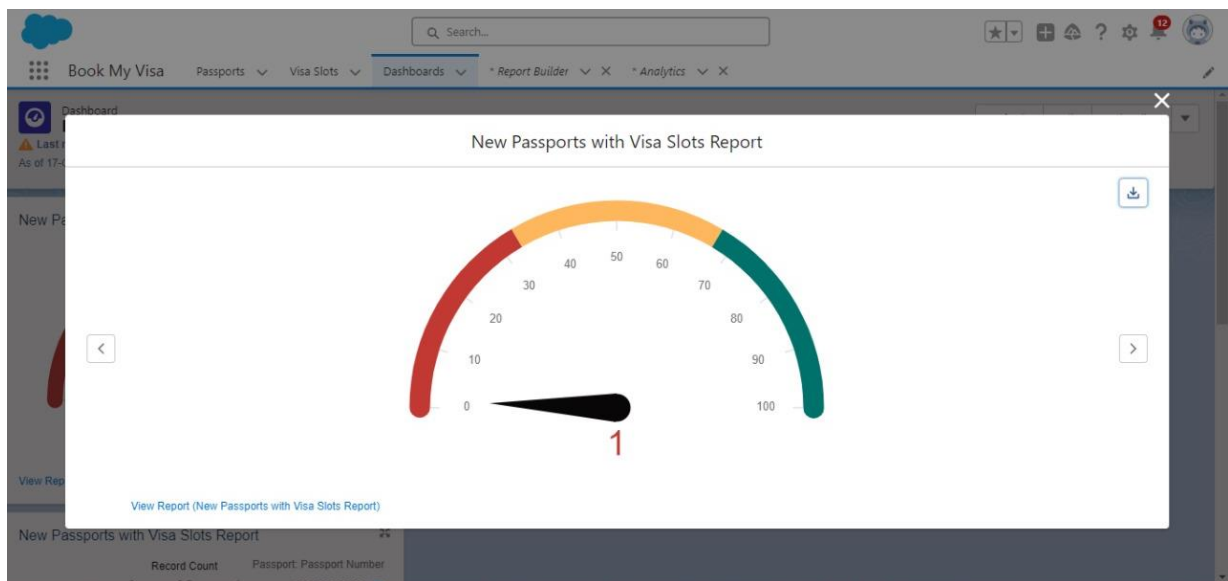 Search...
12
Book My Visa Passports Visa Slots Dashboards * Report Builder * Analytics
Dashboard
Last
As of 17-
New Passports with Visa Slots Report
New Pa
50
40 60
30 70
20 80
10 90
0 100
1
View Rep
View Report (New Passports with Visa Slots Report)
New Passports with Visa Slots Report
Record Count Passport: Passport Number